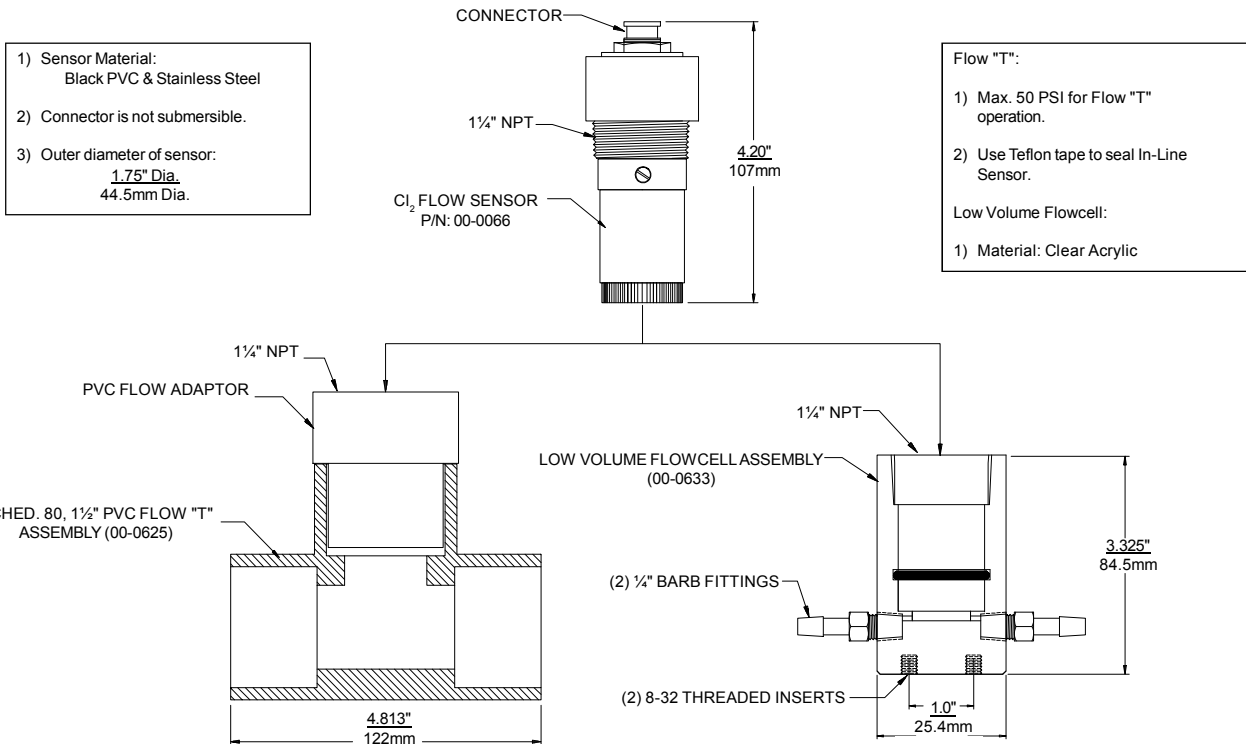 CONNECTOR
1) Sensor Material:
Black PVC & Stainless Steel
2) Connector is not submersible.
3) Outer diameter of sensor:
1.75" Dia.
44.5mm Dia.
1¼" NPT
4.20"
107mm
Cl₂ FLOW SENSOR
P/N: 00-0066
Flow "T":
1) Max. 50 PSI for Flow "T"
operation.
2) Use Teflon tape to seal In-Line
Sensor.
Low Volume Flowcell:
1) Material: Clear Acrylic
1¼" NPT
PVC FLOW ADAPTOR
HED. 80, 1½" PVC FLOW "T"
ASSEMBLY (00-0625)
4.813"
122mm
1¼" NPT
LOW VOLUME FLOWCELL ASSEMBLY
(00-0633)
3.325"
84.5mm
(2) ¼" BARB FITTINGS
(2) 8-32 THREADED INSERTS
1.0"
25.4mm